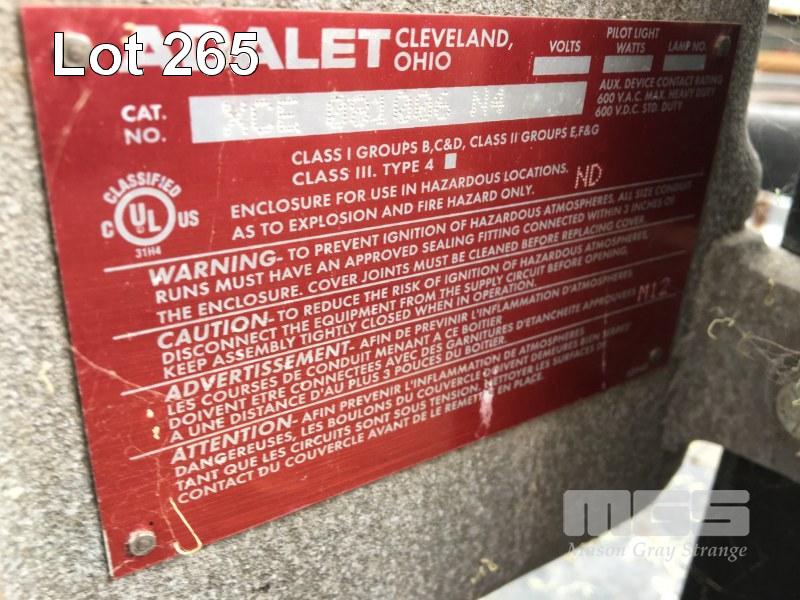 Lot 265
CLEVELAND,
OHIO
VOLTS
PILOT LIGHT
WATTS
LAMP NO.
AUX. DEVICE CONTACT RATING
600 V.A.C. MAX. HEAVY DUTY
600 V.D.C. STD. DUTY
CAT.
NO.
XCE 081006 N4
CLASS I GROUPS B,C&D, CLASS II GROUPS E,F&G
CLASS III. TYPE 4
CLASSIFIED
C UL US
31H4
ENCLOSURE FOR USE IN HAZARDOUS LOCATIONS.
AS TO EXPLOSION AND FIRE HAZARD ONLY.
ND
WARNING- TO PREVENT IGNITION OF HAZARDOUS ATMOSPHERES, ALL SIZE CONDUIT
RUNS MUST HAVE AN APPROVED SEALING FITTING CONNECTED WITHIN 3 INCHES OF
THE ENCLOSURE. COVER JOINTS MUST BE CLEANED BEFORE REPLACING COVER.
CAUTION- TO REDUCE THE RISK OF IGNITION OF HAZARDOUS ATMOSPHERES,
DISCONNECT THE EQUIPMENT FROM THE SUPPLY CIRCUIT BEFORE OPENING,
KEEP ASSEMBLY TIGHTLY CLOSED WHEN IN OPERATION.
M12
ADVERTISSEMENT- AFIN DE PREVINIR L'INFLAMMATION D'ATMOSPHERES
LES COURSES DE CONDUIT MENANT A CE BOITIER
DOIVENT ETRE CONNECTEES AVEC DES GARNITURES D'ETANCHEITE APPROUVEES
A UNE DISTANCE D'AU PLUS 3 POUCES DU BOITIER.
ATTENTION- AFIN PREVENIR L'INFLAMMATION DE ATMOSPHERES
DANGEREUSES, LES BOULONS DU COUVERCLE DOIVENT DEMEURES BIEN SERRES
TANT QUE LES CIRCUITS SONT SOUS TENSION. NETTOYER LES SURFACES DE
CONTACT DU COUVERCLE AVANT DE LE REMETTRE EN PLACE.
MGS
Mason Gray Strange